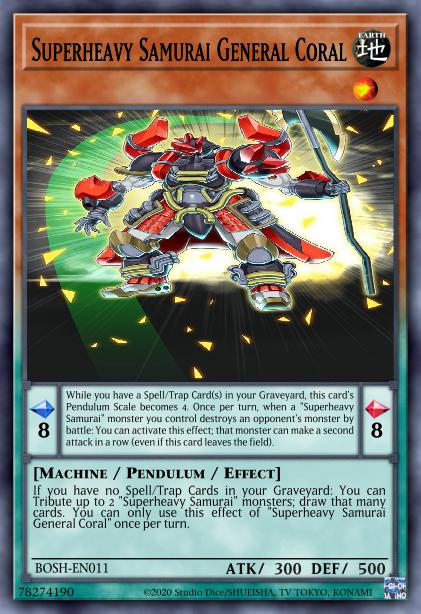 SUPERHEAVY SAMURAI GENERAL CORAL
EARTH
地
While you have a Spell/Trap Card(s) in your Graveyard, this card's
Pendulum Scale becomes 4. Once per turn, when a "Superheavy
Samurai" monster you control destroys an opponent's monster by
battle: You can activate this effect; that monster can make a second
attack in a row (even if this card leaves the field).
8
8
[MACHINE / PENDULUM / EFFECT]
If you have no Spell/Trap Cards in your Graveyard: You can
Tribute up to 2 "Superheavy Samurai" monsters; draw that many
cards. You can only use this effect of "Superheavy Samurai
General Coral" once per turn.
BOSH-EN011
ATK/ 300 DEF/ 500
78274190
©2020 Studio Dice/SHUEISHA, TV TOKYO, KONAMI